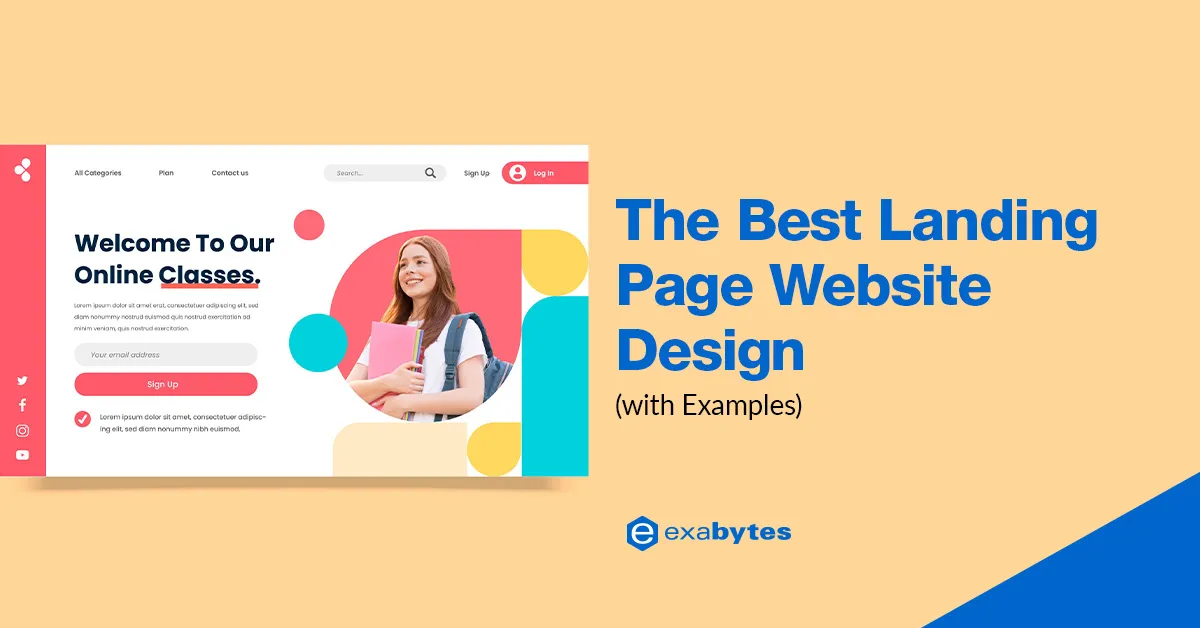 All Categories
Plan
Contact us
Search...
Sign Up
Log In
Welcome To Our
Online Classes.
Lorem ipsum dolor sit amet erat, consectetuer adipiscing elit, sed
diam nonummy nostrud euismod quis nostrud exercitation ad
minim veniam, quis nostrud exercitation.
Your email address
Sign Up
Lorem ipsum dolor sit amet, consectetuer adipisc-
ing elit, sed diam nonummy nibh euismod.
The Best Landing
Page Website
Design
(with Examples)
exabytes